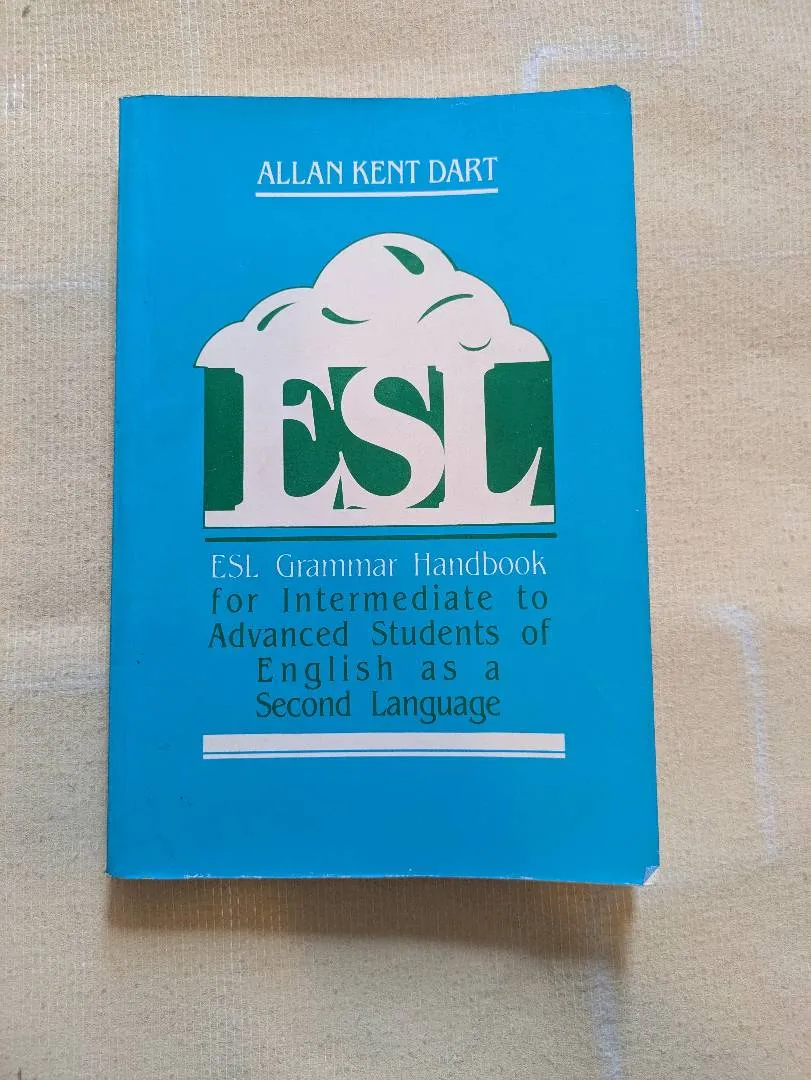 ALLAN KENT DART
ESL
ESL Grammar Handbook
for Intermediate to
Advanced Students of
English as a
Second Language